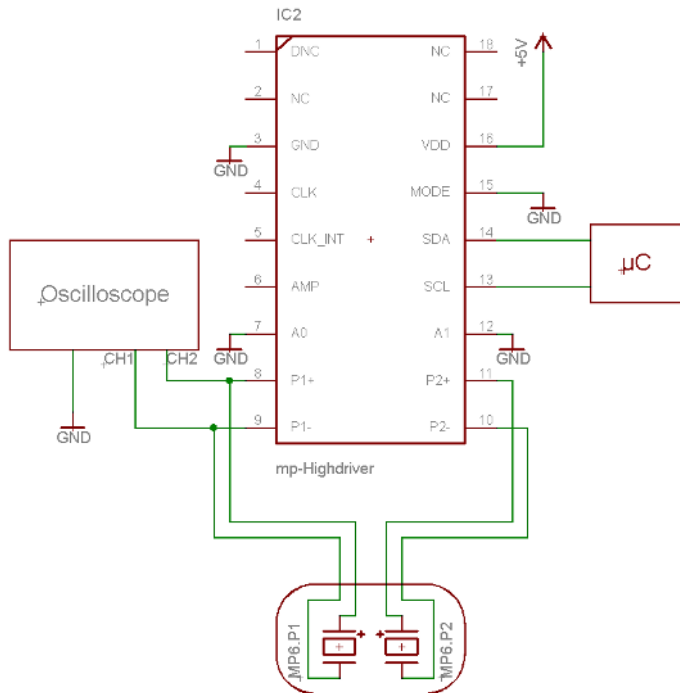 IC2
1 DNC NC 18
2 NC NC 17
+5V
3 GND VDD 16
GND
4 CLK MODE 15
GND
5 CLK_INT SDA 14
µC
6 AMP SCL 13
Oscilloscope
7 A0 A1 12
GND GND
CH1 CH2
8 P1+ P2+ 11
9 P1- P2- 10
GND
mp-Highdriver
MP6.P1 + + MP6.P2